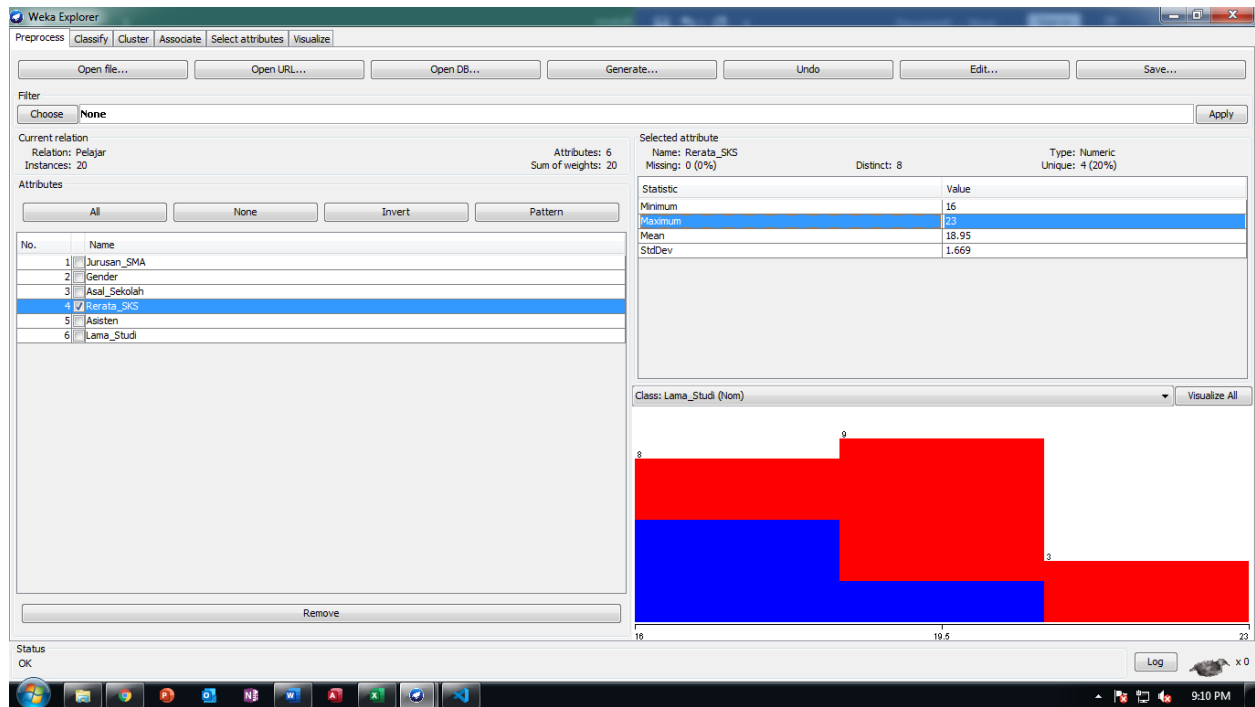 Weka Explorer
Preprocess Classify Cluster Associate Select attributes Visualize
Open file... Open URL... Open DB... Generate... Undo Edit... Save...
Filter
Choose None Apply
Current relation
Relation: Pelajar Attributes: 6
Instances: 20 Sum of weights: 20
Attributes
All None Invert Pattern
No. Name
1 Jurusan_SMA
2 Gender
3 Asal_Sekolah
4 Rerata_SKS
5 Asisten
6 Lama_Studi
Remove
Selected attribute
Name: Rerata_SKS Type: Numeric
Missing: 0 (0%) Distinct: 8 Unique: 4 (20%)
Statistic Value
Minimum 16
Maximum 23
Mean 18.95
StdDev 1.669
Class: Lama_Studi (Nom) Visualize All
8 9 3
16 19.5 23
Status
OK Log x 0
9:10 PM